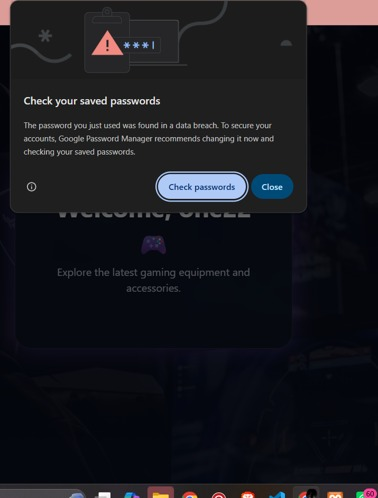 Check your saved passwords
The password you just used was found in a data breach. To secure your
accounts, Google Password Manager recommends changing it now and
checking your saved passwords.
Check passwords
Close
Explore the latest gaming equipment and
accessories.
60